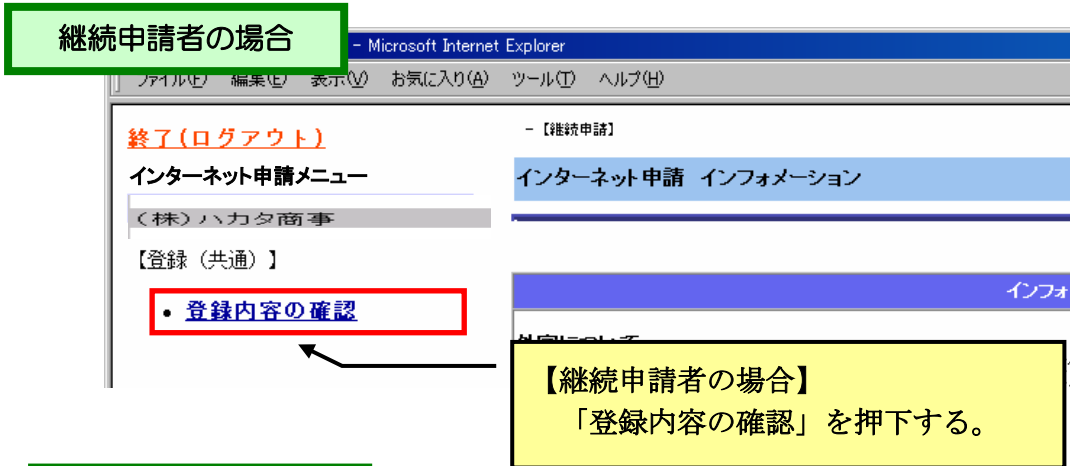 継続申請者の場合
- Microsoft Internet Explorer
ファイル(F) 編集(E) 表示(V) お気に入り(A) ツール(T) ヘルプ(H)
終了(ログアウト)
インターネット申請メニュー
(株)ハカタ商事
【登録（共通）】
• 登録内容の確認
-【継続申請】
インターネット申請 インフォメーション
インフォ
【継続申請者の場合】
「登録内容の確認」を押下する。